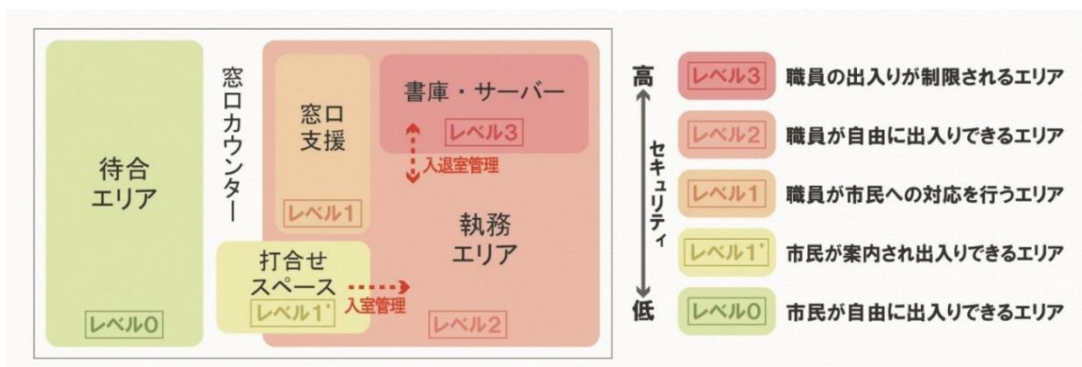 待合
エリア
レベル0
窓口カウンター
窓口
支援
レベル1
書庫・サーバー
レベル3
入退室管理
執務
エリア
レベル2
打合せ
スペース
レベル1'
入室管理
高
セキュリティ
低
レベル3 職員の出入りが制限されるエリア
レベル2 職員が自由に出入りできるエリア
レベル1 職員が市民への対応を行うエリア
レベル1' 市民が案内され出入りできるエリア
レベル0 市民が自由に出入りできるエリア